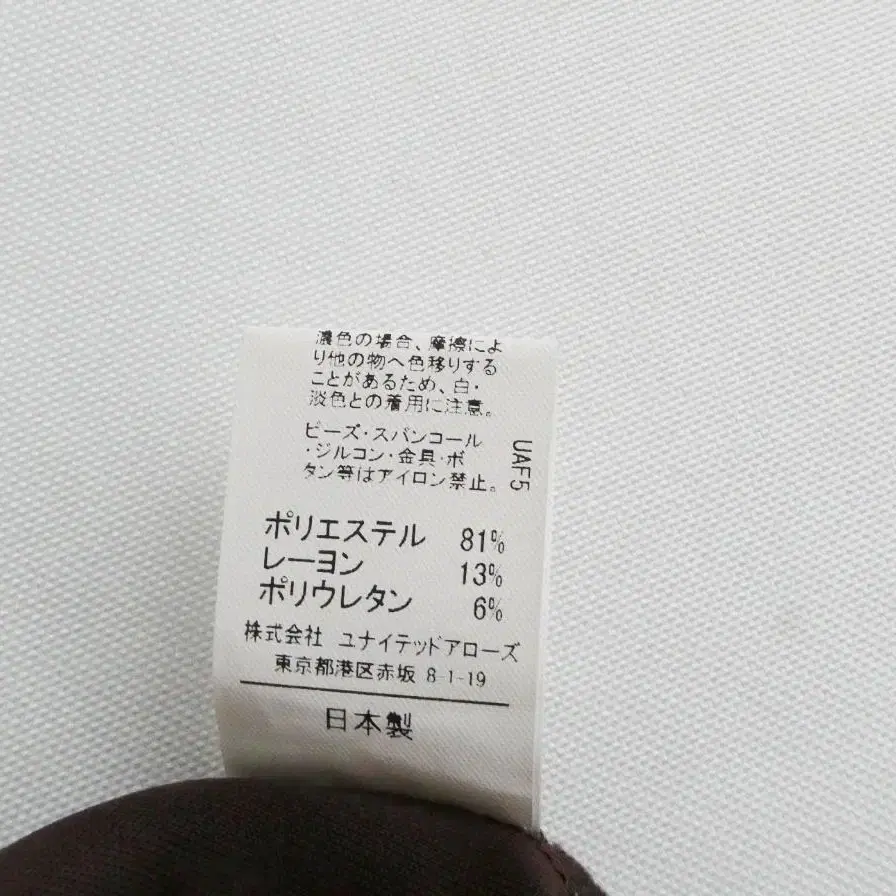 濃色の場合、摩擦によ
り他の物へ色移りする
ことがあるため、白・
淡色との着用に注意。
ビーズ・スパンコール
・ジルコン・金具・ボ
タン等はアイロン禁止。
UAF5
ポリエステル 81%
レーヨン 13%
ポリウレタン 6%
株式会社 ユナイテッドアローズ
東京都港区赤坂 8-1-19
日本製